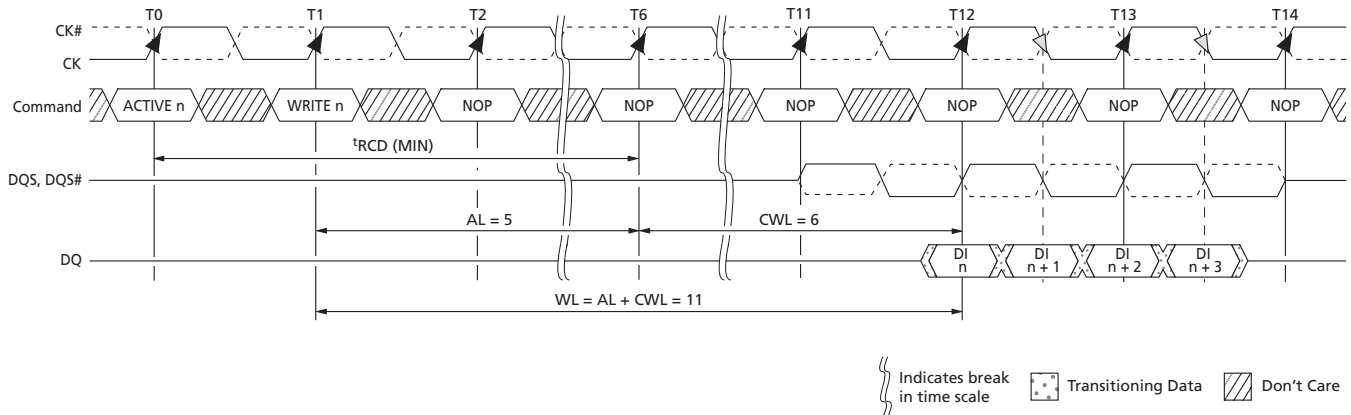 T0 T1 T2 T6 T11 T12 T13 T14
CK#
CK
Command ACTIVE n WRITE n NOP NOP NOP NOP NOP NOP
tRCD (MIN)
DQS, DQS#
AL = 5 CWL = 6
DQ DI n DI n + 1 DI n + 2 DI n + 3
WL = AL + CWL = 11
Indicates break
in time scale
Transitioning Data
Don't Care